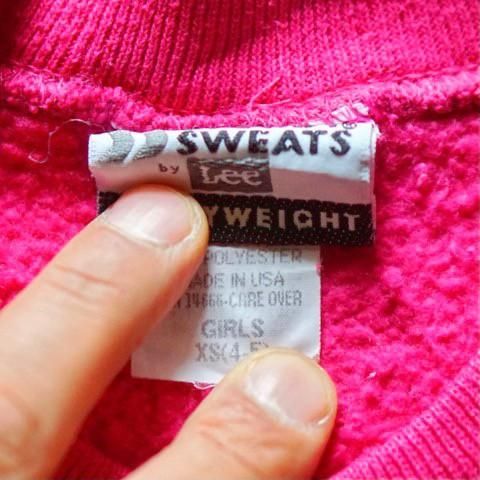 SWEATS®
by Lee
YWEIGHT
POLYESTER
ADE IN USA
14666-CARE OVER
GIRLS
XS(4-5)